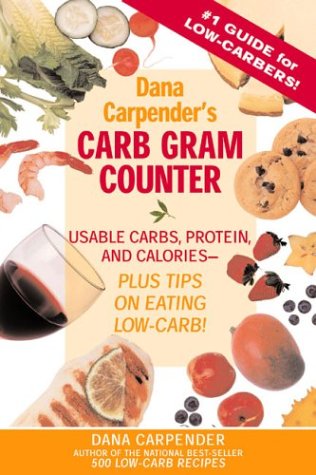 #1 GUIDE for
LOW-CARBERS!
Dana
Carpender's
CARB GRAM
COUNTER
USABLE CARBS, PROTEIN,
AND CALORIES—
PLUS TIPS
ON EATING
LOW-CARB!
DANA CARPENDER
AUTHOR OF THE NATIONAL BEST-SELLER
500 LOW-CARB RECIPES